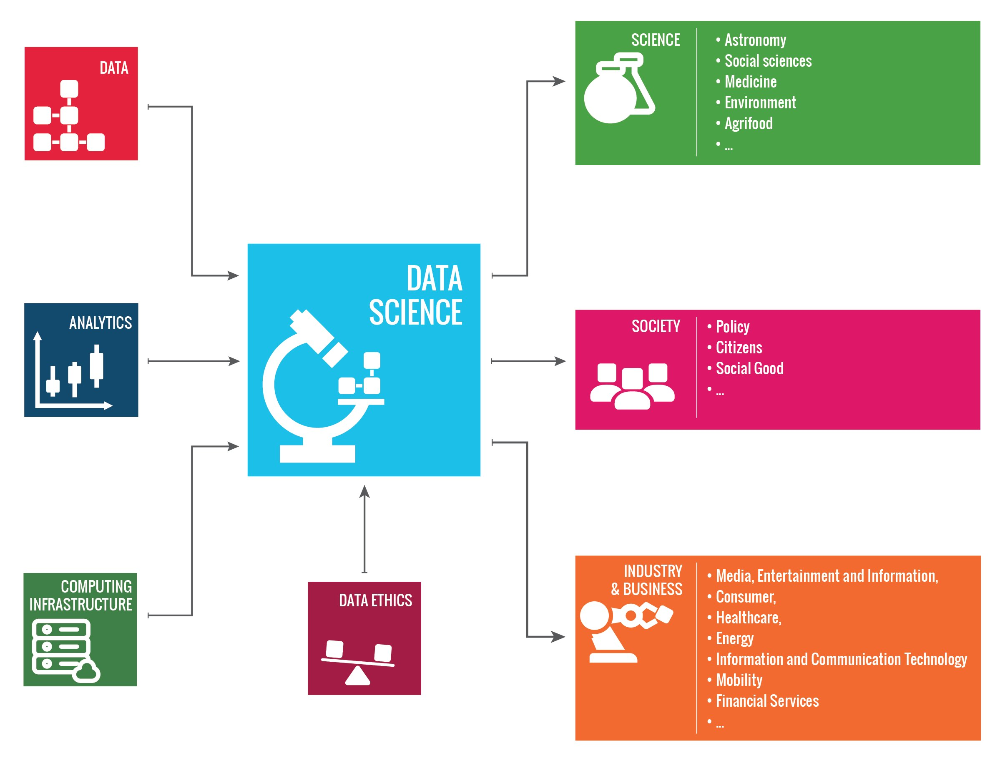 DATA
ANALYTICS
COMPUTING
INFRASTRUCTURE
DATA
SCIENCE
DATA ETHICS
SCIENCE
• Astronomy
• Social sciences
• Medicine
• Environment
• Agrifood
• ...
SOCIETY
• Policy
• Citizens
• Social Good
• ...
INDUSTRY
& BUSINESS
• Media, Entertainment and Information,
• Consumer,
• Healthcare,
• Energy
• Information and Communication Technology
• Mobility
• Financial Services
• ...